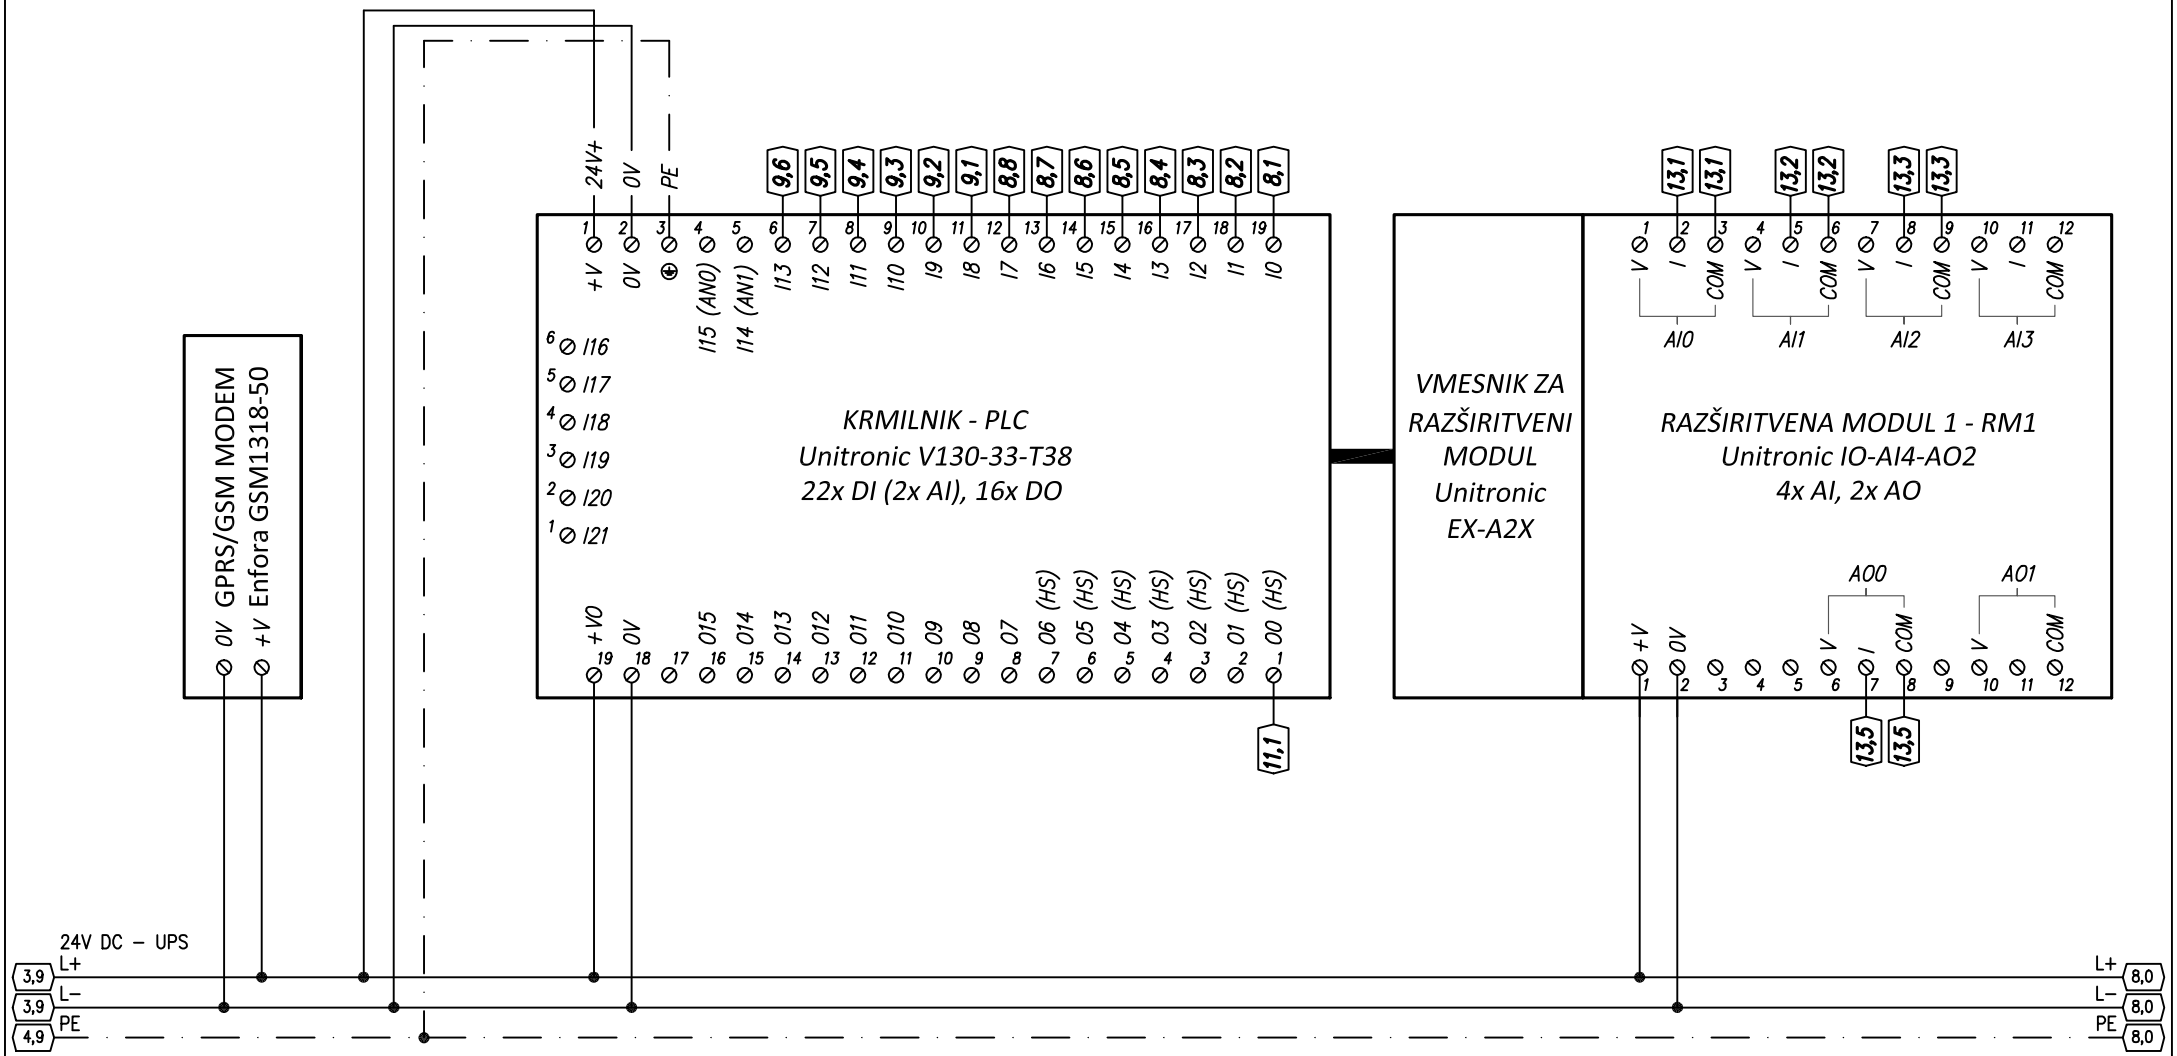 24V+ 0V PE
9,6 9,5 9,4 9,3 9,2 9,1 8,8 8,7 8,6 8,5 8,4 8,3 8,2 8,1
13,1 13,1 13,2 13,2 13,3 13,3
1 2 3 4 5 6 7 8 9 10 11 12 13 14 15 16 17 18 19
+V 0V I15 (AN0) I14 (AN1) I13 I12 I11 I10 I9 I8 I7 I6 I5 I4 I3 I2 I1 I0
1 2 3 4 5 6 7 8 9 10 11 12
V I COM V I COM V I COM V I COM
AI0 AI1 AI2 AI3
6 I16
5 I17
4 I18
3 I19
2 I20
1 I21
GPRS/GSM MODEM
Enfora GSM1318-50
0V
+V
KRMILNIK - PLC
Unitronic V130-33-T38
22x DI (2x AI), 16x DO
VMESNIK ZA
RAZŠIRITVENI
MODUL
Unitronic
EX-A2X
RAZŠIRITVENA MODUL 1 - RM1
Unitronic IO-AI4-AO2
4x AI, 2x AO
+V0 0V O15 O14 O13 O12 O11 O10 O9 O8 O7 O6 (HS) O5 (HS) O4 (HS) O3 (HS) O2 (HS) O1 (HS) O0 (HS)
19 18 17 16 15 14 13 12 11 10 9 8 7 6 5 4 3 2 1
AO0 AO1
+V 0V V I COM V COM
1 2 3 4 5 6 7 8 9 10 11 12
11,1
13,5 13,5
24V DC - UPS
3,9 L+ L+ 8,0
3,9 L- L- 8,0
4,9 PE PE 8,0